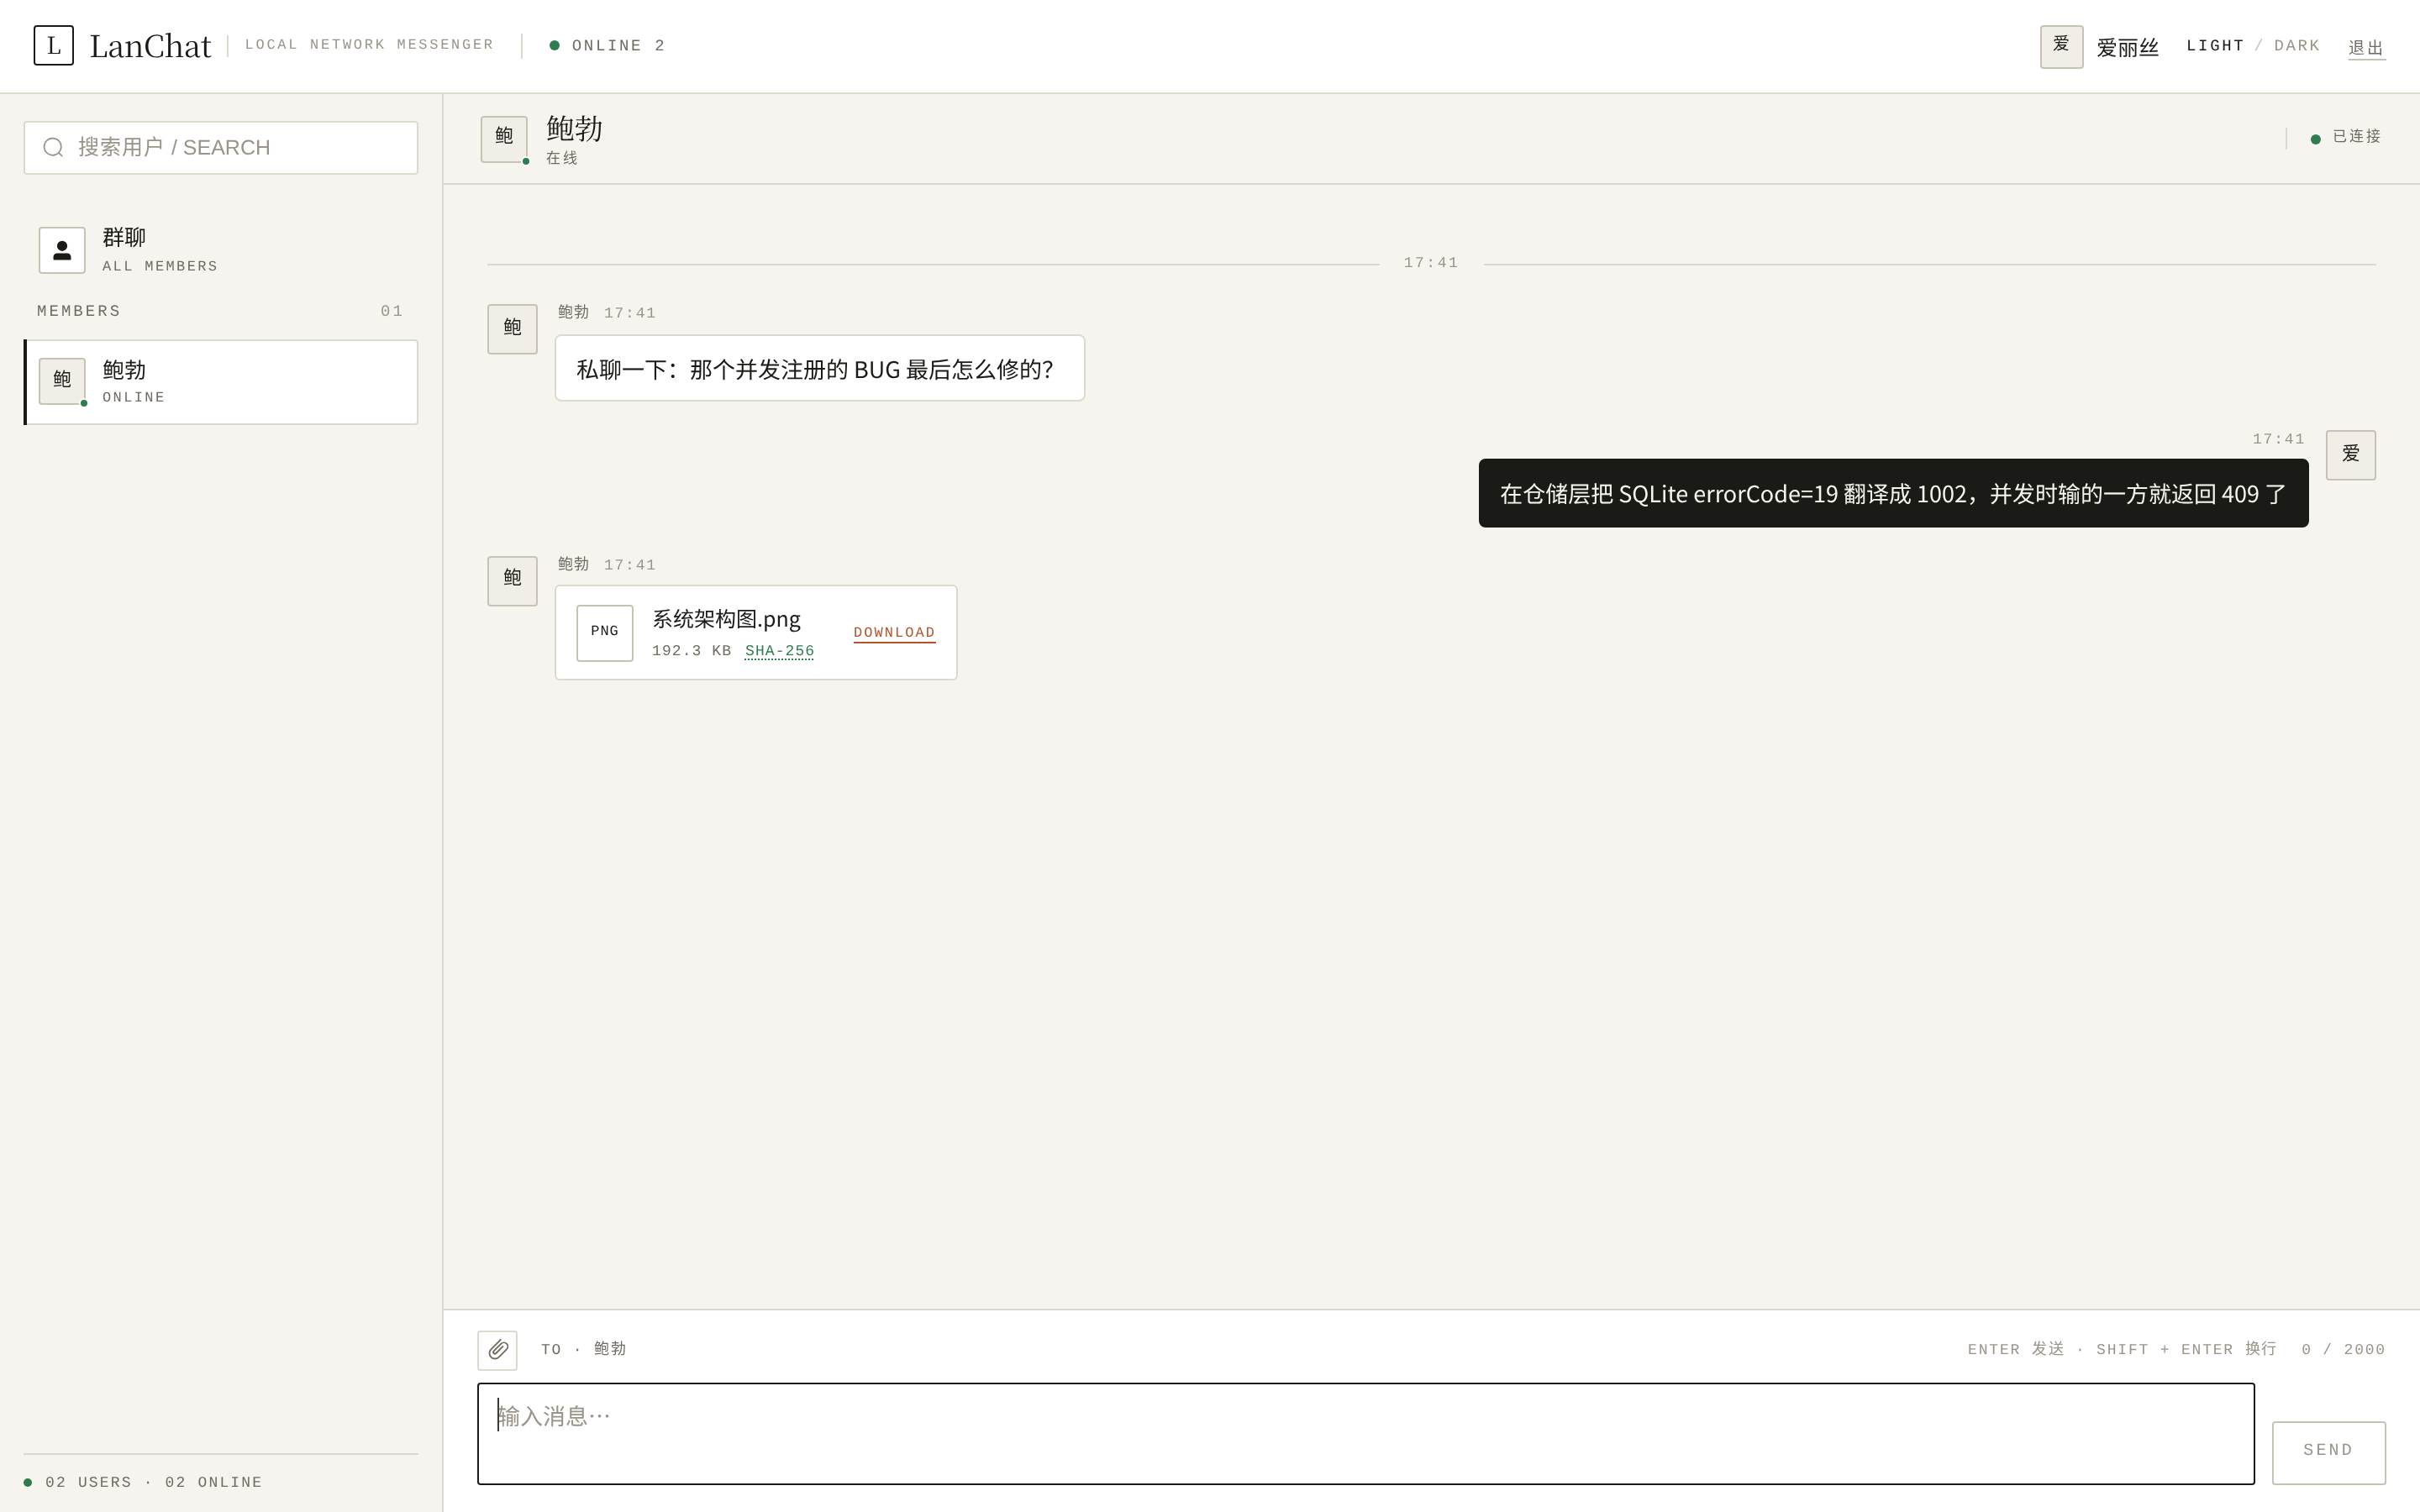 L LanChat LOCAL NETWORK MESSENGER ONLINE 2
爱 爱丽丝 LIGHT / DARK 退出
搜索用户 / SEARCH
群聊
ALL MEMBERS
MEMBERS 01
鲍 鲍勃
ONLINE
02 USERS · 02 ONLINE
鲍 鲍勃
在线
已连接
17:41
鲍 鲍勃 17:41
私聊一下：那个并发注册的 BUG 最后怎么修的？
17:41 爱
在仓储层把 SQLite errorCode=19 翻译成 1002，并发时输的一方就返回 409 了
鲍 鲍勃 17:41
PNG 系统架构图.png
192.3 KB SHA-256
DOWNLOAD
TO · 鲍勃
ENTER 发送 · SHIFT + ENTER 换行 0 / 2000
输入消息…
SEND